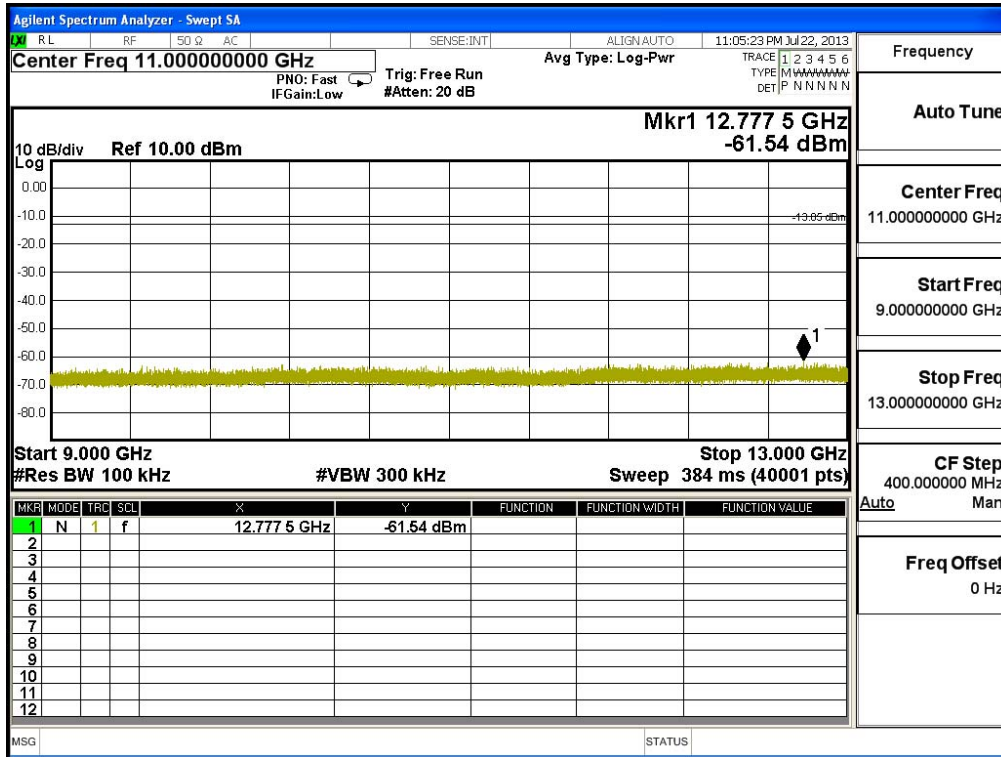 Agilent Spectrum Analyzer - Swept SA
LXI RL RF 50 Ω AC SENSE:INT ALIGN AUTO 11:05:23 PM Jul 22, 2013
Center Freq 11.000000000 GHz Avg Type: Log-Pwr TRACE 1 2 3 4 5 6
PNO: Fast Trig: Free Run TYPE M WWWWW
IFGain:Low #Atten: 20 dB DET P N N N N N
Mkr1 12.777 5 GHz
10 dB/div Ref 10.00 dBm -61.54 dBm
Log
0.00
-10.0
-13.05 dBm
-20.0
-30.0
-40.0
-50.0
1
-60.0
-70.0
-80.0
Start 9.000 GHz Stop 13.000 GHz
#Res BW 100 kHz #VBW 300 kHz Sweep 384 ms (40001 pts)
MKR MODE TRC SCL X Y FUNCTION FUNCTION WIDTH FUNCTION VALUE
1 N 1 f 12.777 5 GHz -61.54 dBm
2
3
4
5
6
7
8
9
10
11
12
MSG STATUS
Frequency
Auto Tune
Center Freq
11.000000000 GHz
Start Freq
9.000000000 GHz
Stop Freq
13.000000000 GHz
CF Step
400.000000 MHz
Auto Man
Freq Offset
0 Hz